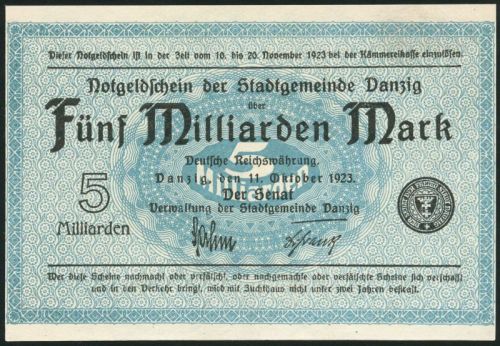 Dieser Notgeldschein ist in der Zeit vom 16. bis 20. November 1923 bei der Kämmereikasse einzulösen.
Notgeldschein der Stadtgemeinde Danzig
über
Fünf Milliarden Mark
Deutsche Reichswährung.
Danzig, den 11. Oktober 1923.
Der Senat
Verwaltung der Stadtgemeinde Danzig
5
Milliarden
5
Wer diese Scheine nachmacht oder verfälscht, oder nachgemachte oder verfälschte Scheine sich verschafft
und in den Verkehr bringt, wird mit Zuchthaus nicht unter zwei Jahren bestraft.